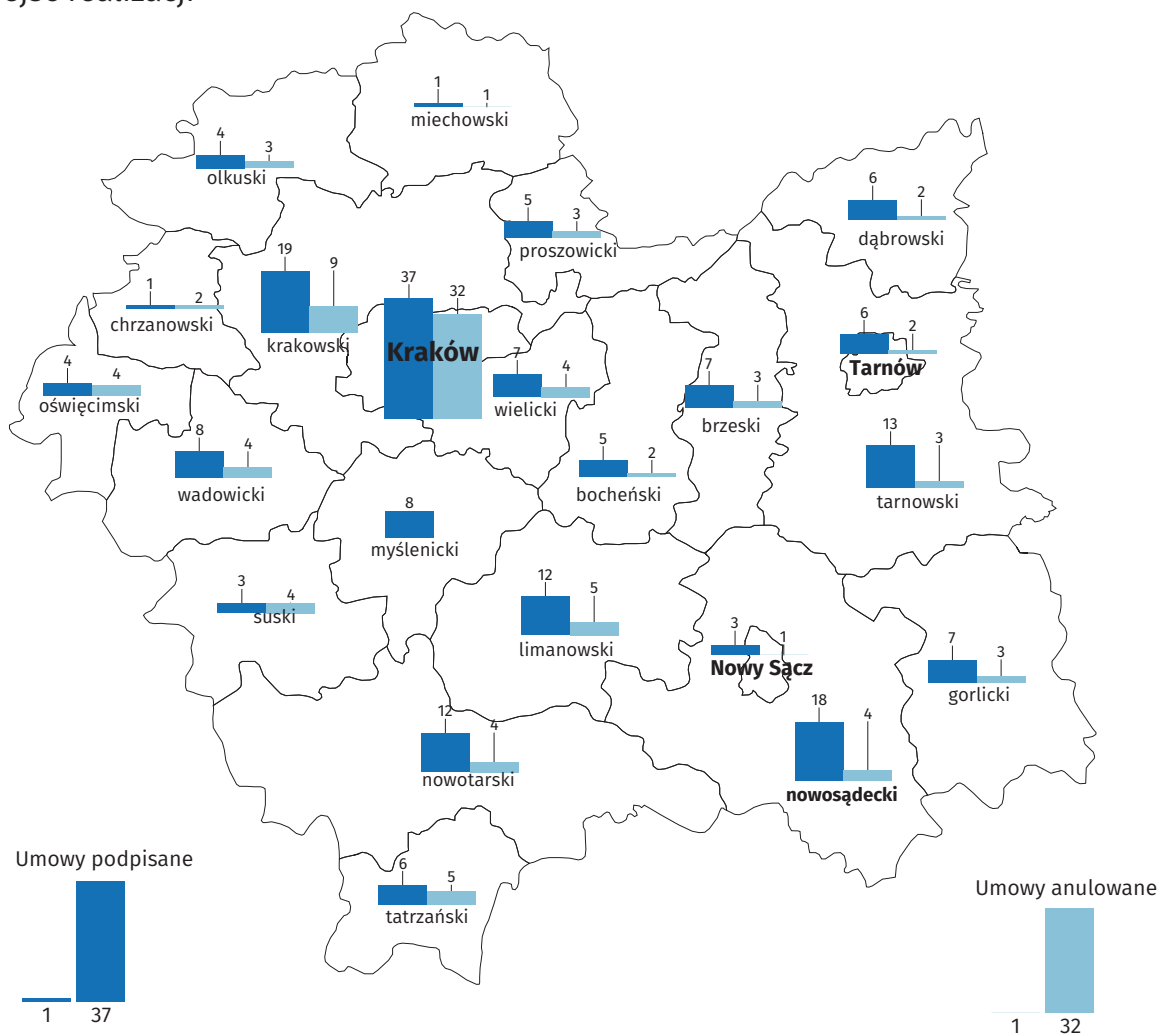 1 1
miechowski
4 3
olkuski
6 2
dąbrowski
5 3
proszowicki
19 9
krakowski
37 32
Kraków
1 2
chrzanowski
6 2
Tarnów
7 4
wielicki
4 4
oświęcimski
7 3
brzeski
8 4
wadowicki
5 2
bocheński
13 3
tarnowski
8
myślenicki
3 4
suski
12 5
limanowski
3 1
Nowy Sącz
7 3
gorlicki
12 4
nowotarski
18 4
nowosądecki
6 5
tatrzański
Umowy podpisane
1 37
Umowy anulowane
1 32